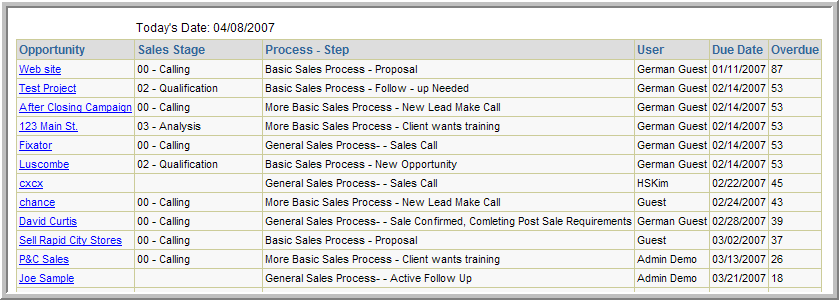 Today's Date: 04/08/2007
Opportunity Sales Stage Process - Step User Due Date Overdue
Web site 00 - Calling Basic Sales Process - Proposal German Guest 01/11/2007 87
Test Project 02 - Qualification Basic Sales Process - Follow - up Needed German Guest 02/14/2007 53
After Closing Campaign 00 - Calling More Basic Sales Process - New Lead Make Call German Guest 02/14/2007 53
123 Main St. 03 - Analysis More Basic Sales Process - Client wants training German Guest 02/14/2007 53
Fixator 00 - Calling General Sales Process- - Sales Call German Guest 02/14/2007 53
Luscombe 02 - Qualification Basic Sales Process - New Opportunity German Guest 02/14/2007 53
cxcx General Sales Process- - Sales Call HSKim 02/22/2007 45
chance 00 - Calling More Basic Sales Process - New Lead Make Call Guest 02/24/2007 43
David Curtis 00 - Calling General Sales Process- - Sale Confirmed, Comleting Post Sale Requirements German Guest 02/28/2007 39
Sell Rapid City Stores 00 - Calling Basic Sales Process - Proposal Guest 03/02/2007 37
P&C Sales 00 - Calling More Basic Sales Process - Client wants training Admin Demo 03/13/2007 26
Joe Sample General Sales Process- - Active Follow Up Admin Demo 03/21/2007 18